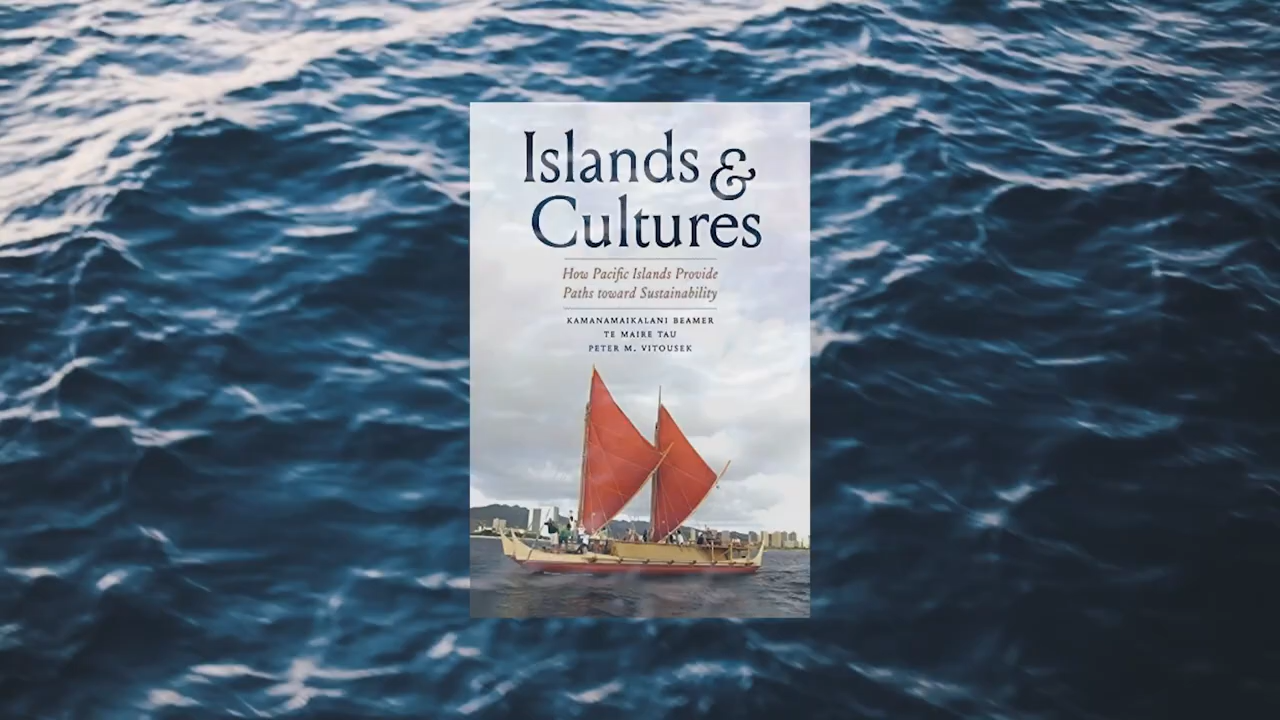 Islands &
Cultures
How Pacific Islands Provide
Paths toward Sustainability
KAMANAMAIKALANI BEAMER
TE MAIRE TAU
PETER M. VITOUSEK